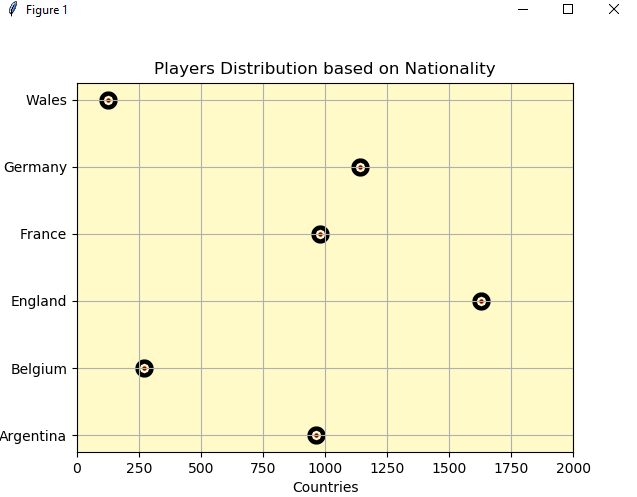 Figure 1
Players Distribution based on Nationality
Wales
Germany
France
England
Belgium
Argentina
0 250 500 750 1000 1250 1500 1750 2000
Countries